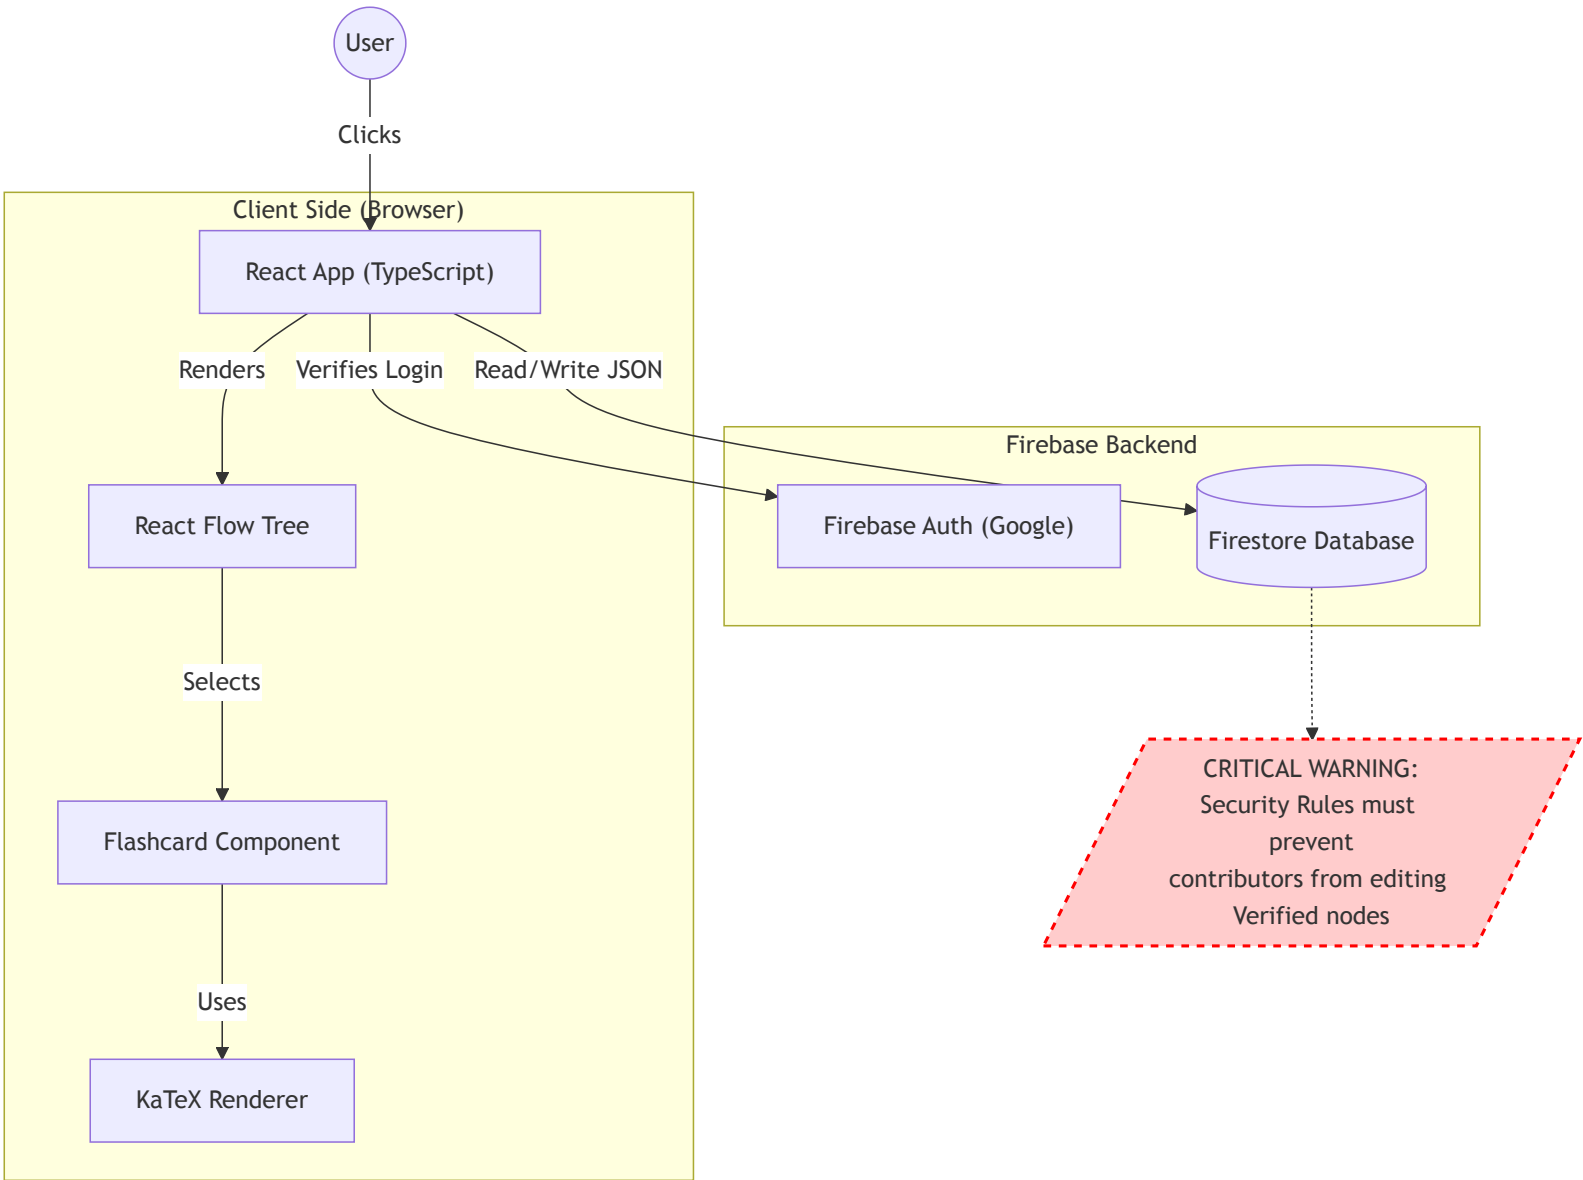 User
Clicks
Client Side (Browser)
React App (TypeScript)
Renders
Verifies Login
Read/Write JSON
Firebase Backend
React Flow Tree
Firebase Auth (Google)
Firestore Database
Selects
CRITICAL WARNING:
Security Rules must
prevent
contributors from editing
Verified nodes
Flashcard Component
Uses
KaTeX Renderer